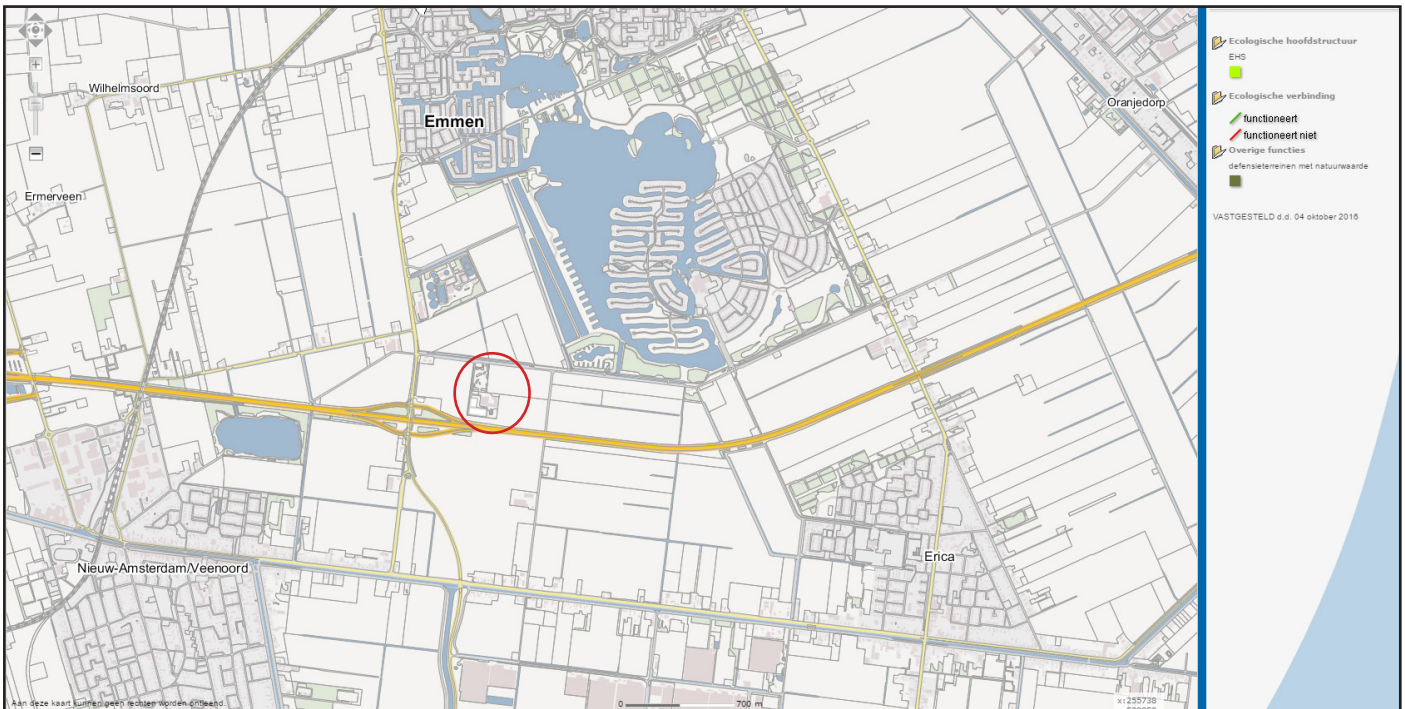 Wilhelmsoord
Emmen
Oranjedorp
Ermerveen
Nieuw-Amsterdam/Veenoord
Erica
Aan deze kaart kunnen geen rechten worden ontleend.
0 700 m
x:255738
Ecologische hoofdstructuur
EHS
Ecologische verbinding
functioneert
functioneert niet
Overige functies
defensieterreinen met natuurwaarde
VASTGESTELD d.d. 04 oktober 2016